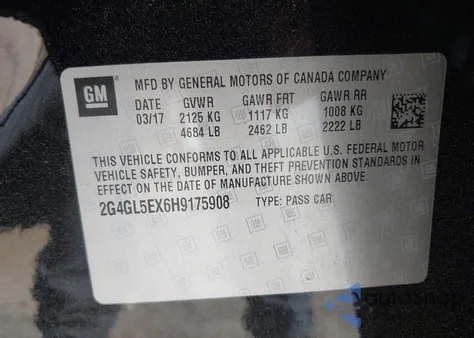 GM
MFD BY GENERAL MOTORS OF CANADA COMPANY
DATE GVWR GAWR FRT GAWR RR
03/17 2125 KG 1117 KG 1008 KG
4684 LB 2462 LB 2222 LB
THIS VEHICLE CONFORMS TO ALL APPLICABLE U.S. FEDERAL MOTOR
VEHICLE SAFETY, BUMPER, AND THEFT PREVENTION STANDARDS IN
EFFECT ON THE DATE OF MANUFACTURE SHOWN ABOVE.
2G4GL5EX6H9175908 TYPE: PASS CAR
autoSnap